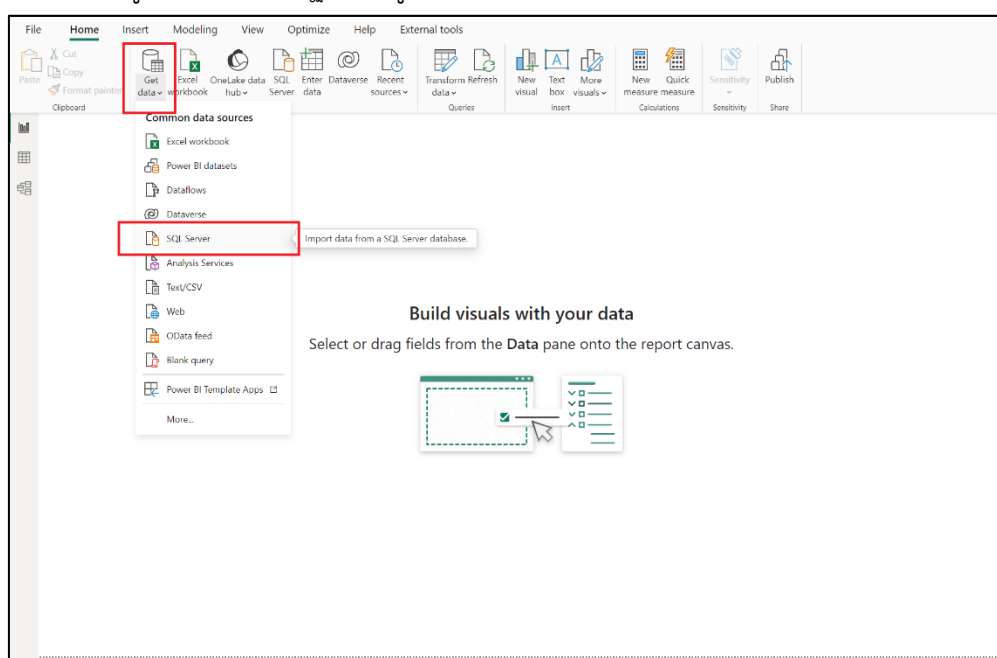 File Home Insert Modeling View Optimize Help External tools
Cut
Copy
Format painter
Paste
Clipboard
Get data
Excel workbook
OneLake data hub
SQL Server
Enter data
Dataverse
Recent sources
Transform data
Refresh
Queries
New visual
Text box
More visuals
Insert
New measure
Quick measure
Calculations
Sensitivity
Sensitivity
Publish
Share
Common data sources
Excel workbook
Power BI datasets
Dataflows
Dataverse
SQL Server
Import data from a SQL Server database.
Analysis Services
Text/CSV
Web
OData feed
Blank query
Power BI Template Apps
More...
Build visuals with your data
Select or drag fields from the Data pane onto the report canvas.